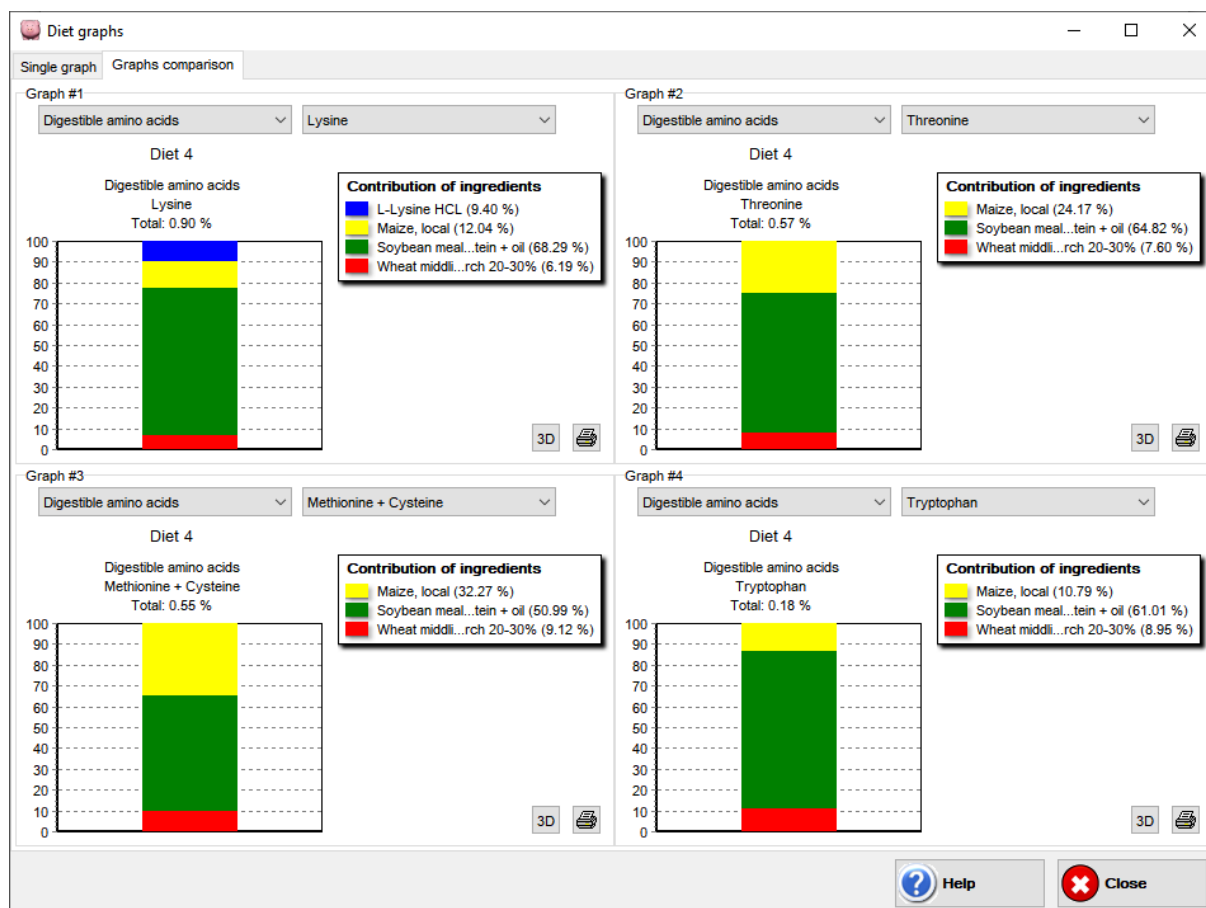 Diet graphs
Single graph
Graphs comparison
Graph #1
Digestible amino acids
Lysine
Diet 4
Digestible amino acids
Lysine
Total: 0.90 %
100
90
80
70
60
50
40
30
20
10
0
Contribution of ingredients
L-Lysine HCL (9.40 %)
Maize, local (12.04 %)
Soybean meal...tein + oil (68.29 %)
Wheat middli...rch 20-30% (6.19 %)
3D
Graph #2
Digestible amino acids
Threonine
Diet 4
Digestible amino acids
Threonine
Total: 0.57 %
100
90
80
70
60
50
40
30
20
10
0
Contribution of ingredients
Maize, local (24.17 %)
Soybean meal...tein + oil (64.82 %)
Wheat middli...rch 20-30% (7.60 %)
3D
Graph #3
Digestible amino acids
Methionine + Cysteine
Diet 4
Digestible amino acids
Methionine + Cysteine
Total: 0.55 %
100
90
80
70
60
50
40
30
20
10
0
Contribution of ingredients
Maize, local (32.27 %)
Soybean meal...tein + oil (50.99 %)
Wheat middli...rch 20-30% (9.12 %)
3D
Graph #4
Digestible amino acids
Tryptophan
Diet 4
Digestible amino acids
Tryptophan
Total: 0.18 %
100
90
80
70
60
50
40
30
20
10
0
Contribution of ingredients
Maize, local (10.79 %)
Soybean meal...tein + oil (61.01 %)
Wheat middli...rch 20-30% (8.95 %)
3D
Help
Close